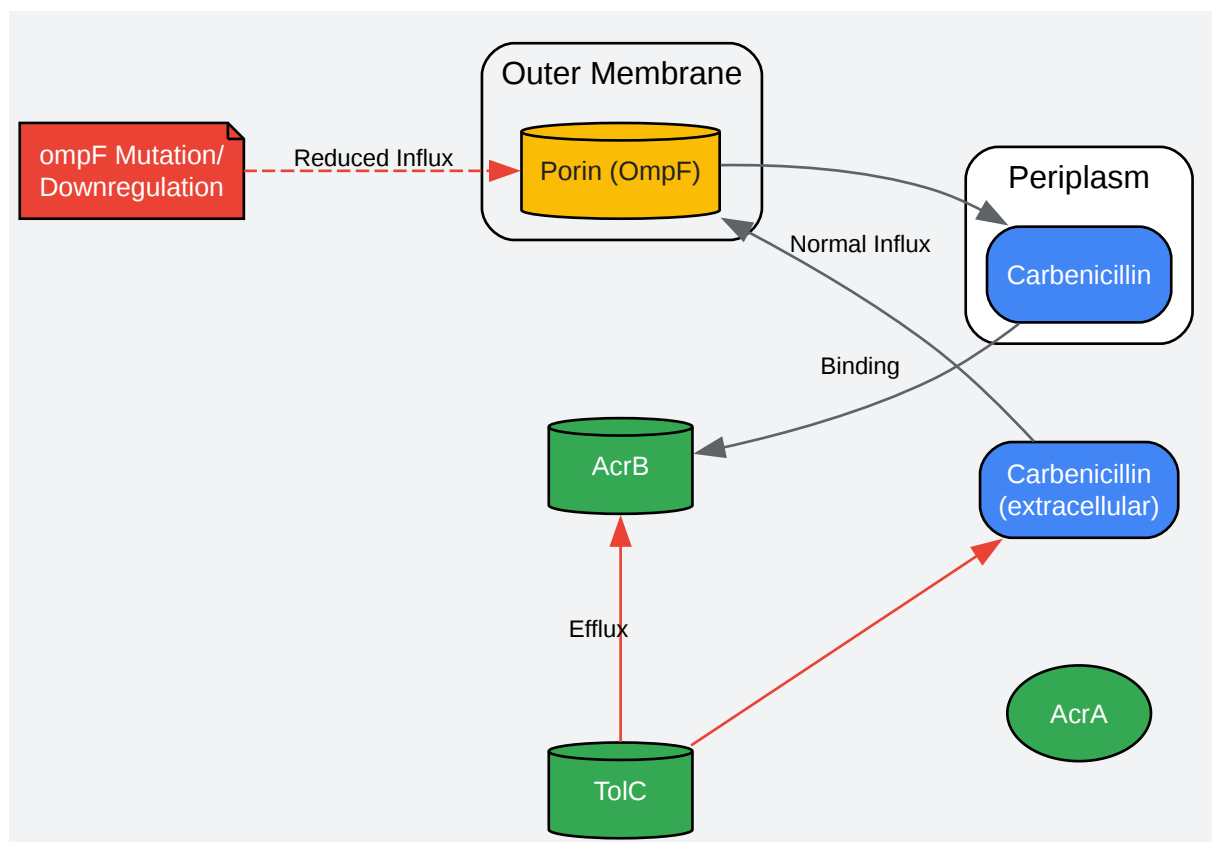 Outer Membrane
ompF Mutation/
Downregulation
Reduced Influx
Porin (OmpF)
Periplasm
Normal Influx
Carbenicillin
Binding
AcrB
Carbenicillin
(extracellular)
Efflux
AcrA
TolC